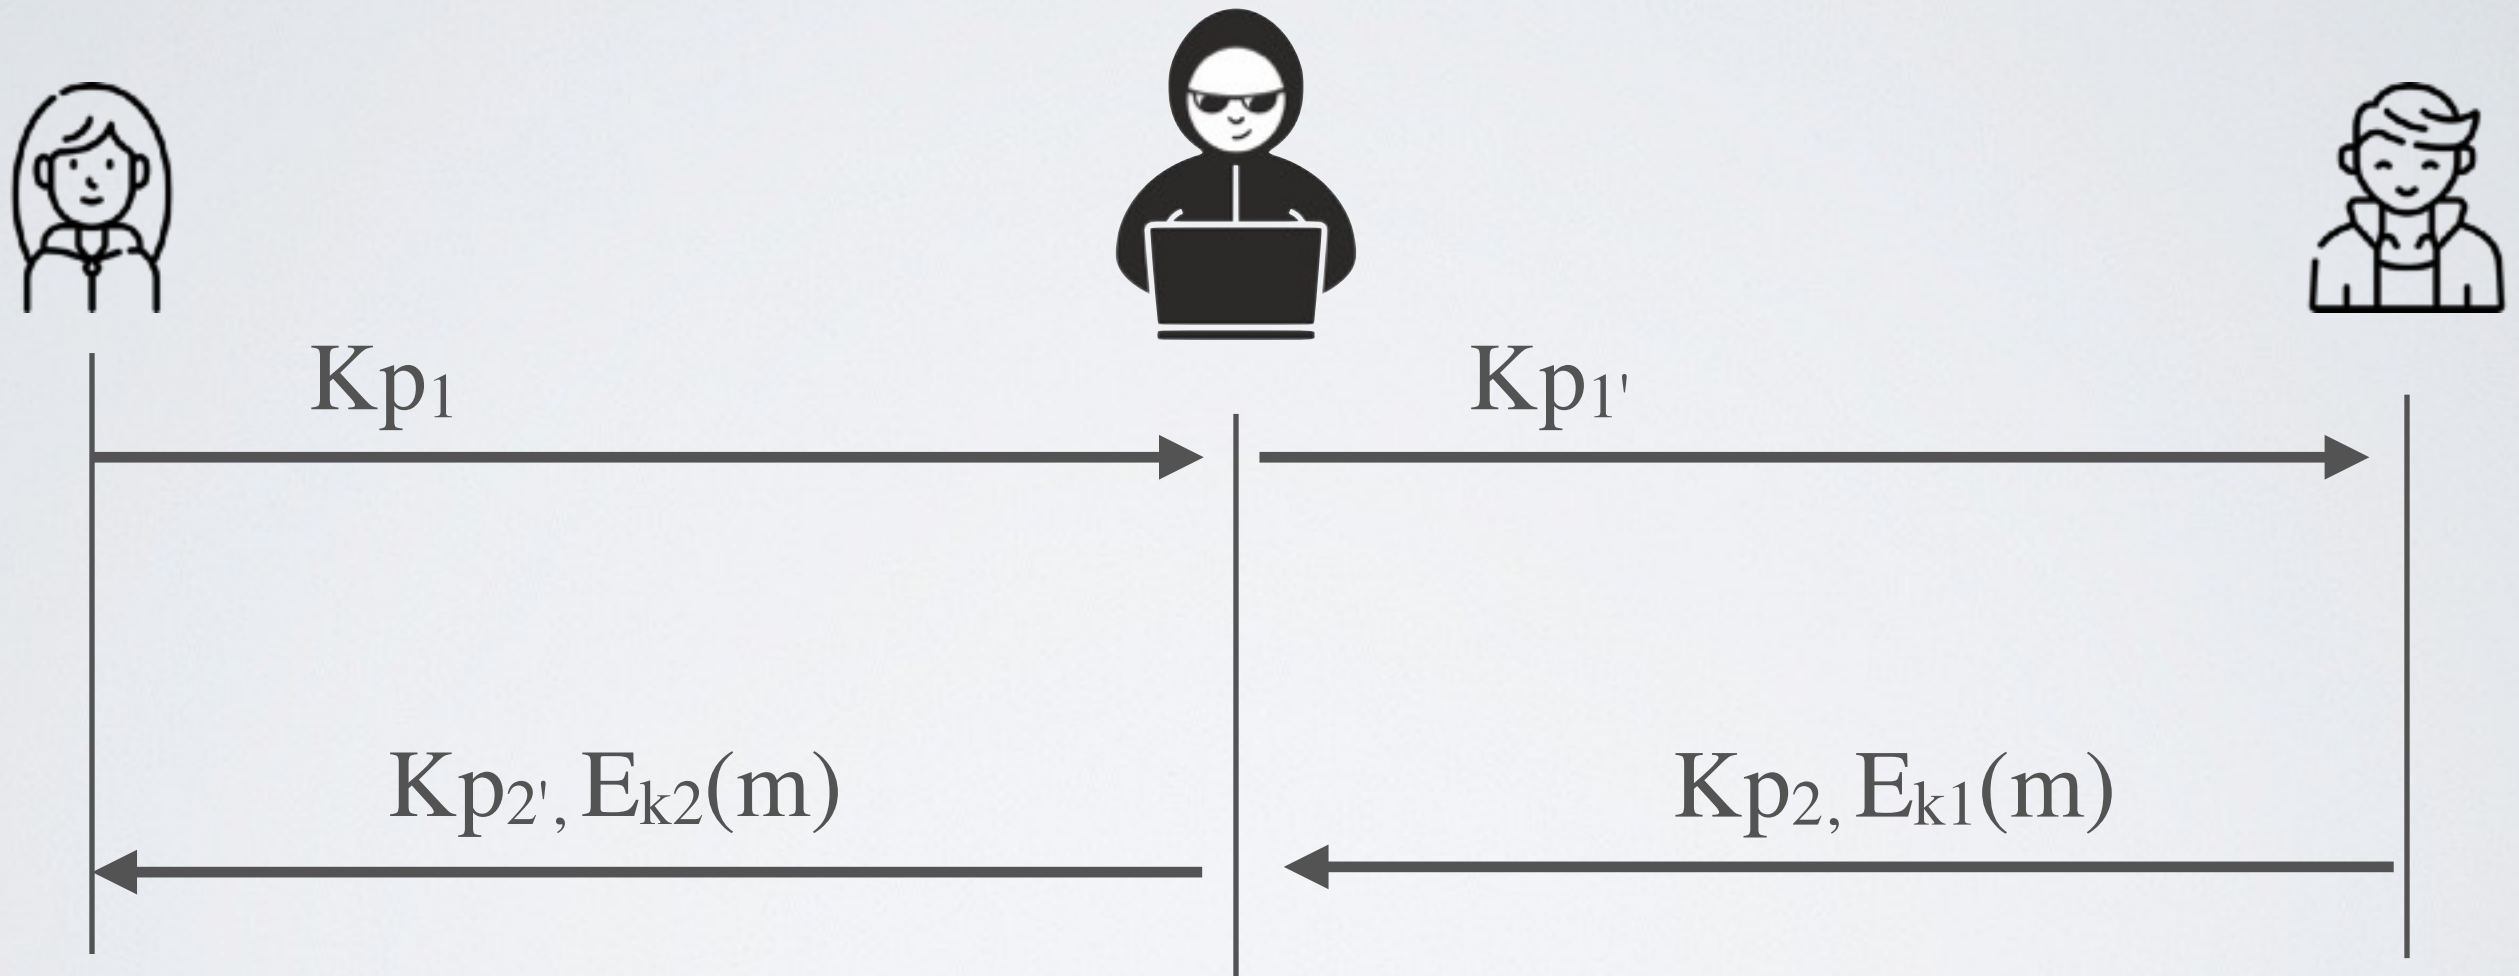 Kp₁
Kp₁'
Kp₂', Eₖ₂(m)
Kp₂, Eₖ₁(m)